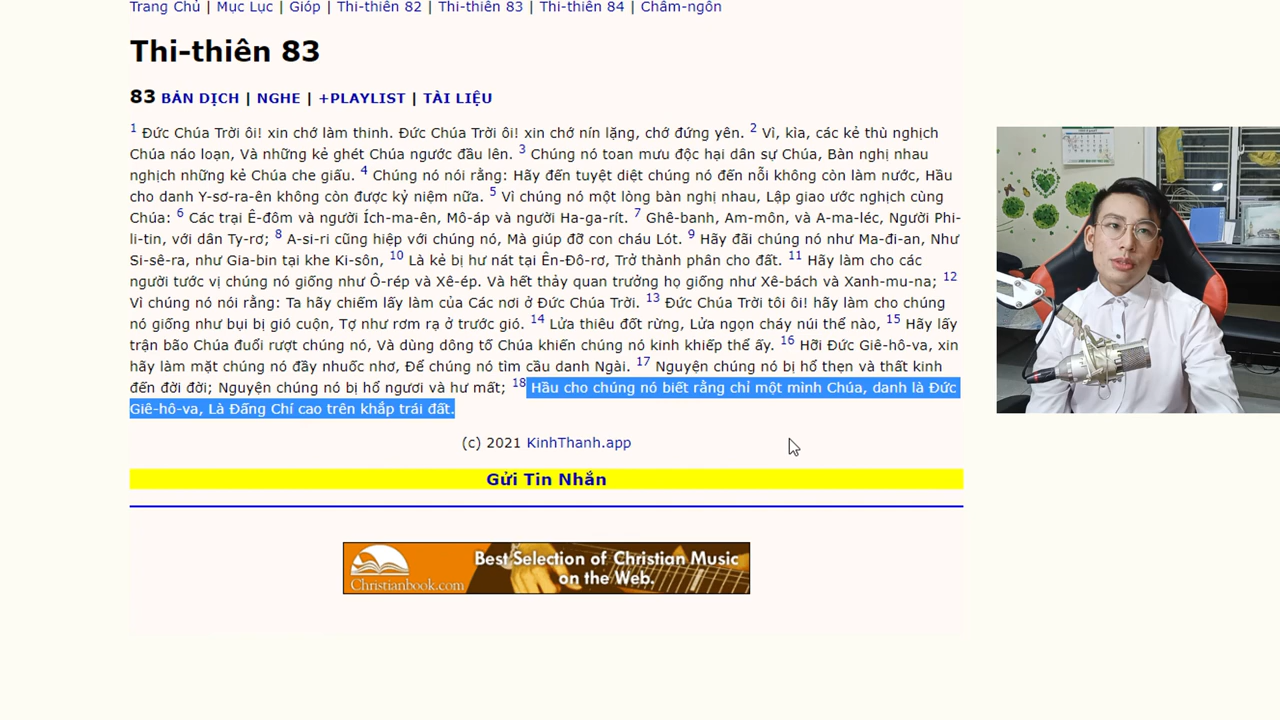 Trang Chủ | Mục Lục | Gióp | Thi-thiên 82 | Thi-thiên 83 | Thi-thiên 84 | Châm-ngôn
Thi-thiên 83
83 BẢN DỊCH | NGHE | +PLAYLIST | TÀI LIỆU
1 Đức Chúa Trời ôi! xin chớ làm thinh. Đức Chúa Trời ôi! xin chớ nín lặng, chớ đứng yên. 2 Vì, kìa, các kẻ thù nghịch
Chúa náo loạn, Và những kẻ ghét Chúa ngước đầu lên. 3 Chúng nó toan mưu độc hại dân sự Chúa, Bàn nghị nhau
nghịch những kẻ Chúa che giấu. 4 Chúng nó nói rằng: Hãy đến tuyệt diệt chúng nó đến nỗi không còn làm nước, Hầu
cho danh Y-sơ-ra-ên không còn được kỷ niệm nữa. 5 Vì chúng nó một lòng bàn nghị nhau, Lập giao ước nghịch cùng
Chúa: 6 Các trại Ê-đôm và người Ích-ma-ên, Mô-áp và người Ha-ga-rít. 7 Ghê-banh, Am-môn, và A-ma-léc, Người Phi-
li-tin, với dân Ty-rơ; 8 A-si-ri cũng hiệp với chúng nó, Mà giúp đỡ con cháu Lót. 9 Hãy đãi chúng nó như Ma-đi-an, Như
Si-sê-ra, như Gia-bin tại khe Ki-sôn, 10 Là kẻ bị hư nát tại Ên-Đô-rơ, Trở thành phân cho đất. 11 Hãy làm cho các
người tước vị chúng nó giống như Ô-rép và Xê-ép. Và hết thảy quan trưởng họ giống như Xê-bách và Xanh-mu-na; 12
Vì chúng nó nói rằng: Ta hãy Chiếm lấy làm của Các nơi ở Đức Chúa Trời. 13 Đức Chúa Trời tôi ôi! hãy làm cho chúng
nó giống như bụi bị gió cuộn, Tợ như rơm rạ ở trước gió. 14 Lửa thiêu đốt rừng, Lửa ngọn cháy núi thể nào, 15 Hãy lấy
trận bão Chúa đuổi rượt chúng nó, Và dùng dông tố Chúa khiến chúng nó kinh khiếp thể ấy. 16 Hỡi Đức Giê-hô-va, xin
hãy làm mặt chúng nó đầy nhuốc nhơ, Để chúng nó tìm cầu danh Ngài. 17 Nguyện chúng nó bị hổ thẹn và thất kinh
đến đời đời; Nguyện chúng nó bị hổ ngươi và hư mất; 18 Hầu cho chúng nó biết rằng chỉ một mình Chúa, danh là Đức
Giê-hô-va, Là Đấng Chí cao trên khắp trái đất.
(c) 2021 KinhThanh.app
Gửi Tin Nhắn
Best Selection of Christian Music
on the Web.
Christianbook.com